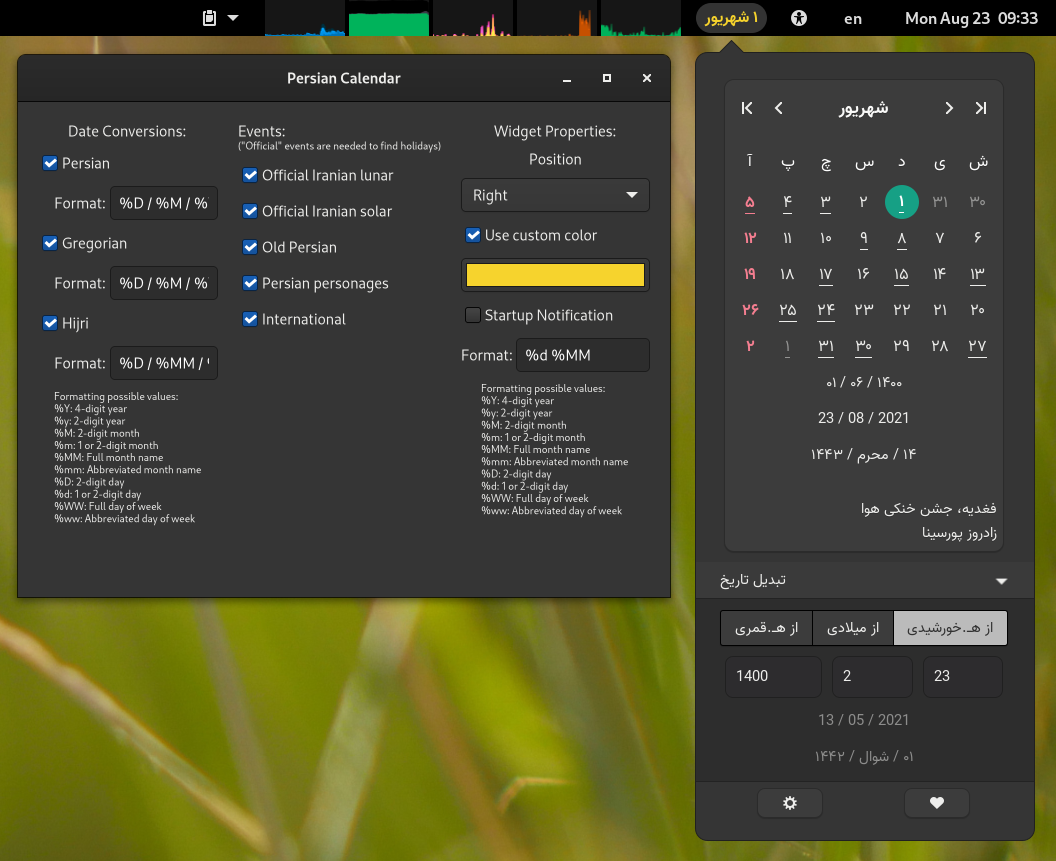 ۱ شهریور
en
Mon Aug 23 09:33
Persian Calendar
Date Conversions:
Persian
Format: %D / %M / %
Gregorian
Format: %D / %M / %
Hijri
Format: %D / %MM /
Formatting possible values:
%Y: 4-digit year
%y: 2-digit year
%M: 2-digit month
%m: 1 or 2-digit month
%MM: Full month name
%mm: Abbreviated month name
%D: 2-digit day
%d: 1 or 2-digit day
%WW: Full day of week
%ww: Abbreviated day of week
Events:
("Official" events are needed to find holidays)
Official Iranian lunar
Official Iranian solar
Old Persian
Persian personages
International
Widget Properties:
Position
Right
Use custom color
Startup Notification
Format: %d %MM
Formatting possible values:
%Y: 4-digit year
%y: 2-digit year
%M: 2-digit month
%m: 1 or 2-digit month
%MM: Full month name
%mm: Abbreviated month name
%D: 2-digit day
%d: 1 or 2-digit day
%WW: Full day of week
%ww: Abbreviated day of week
شهریور
ش ی د س چ پ آ
۳۰ ۳۱ ۱ ۲ ۳ ۴ ۵
۶ ۷ ۸ ۹ ۱۰ ۱۱ ۱۲
۱۳ ۱۴ ۱۵ ۱۶ ۱۷ ۱۸ ۱۹
۲۰ ۲۱ ۲۲ ۲۳ ۲۴ ۲۵ ۲۶
۲۷ ۲۸ ۲۹ ۳۰ ۳۱ ۱ ۲
۰۱ / ۰۶ / ۱۴۰۰
23 / 08 / 2021
۱۴ / محرم / ۱۴۴۳
فغدیه، جشن خنکی هوا
زادروز پورسینا
تبدیل تاریخ
از هـ.خورشیدی از میلادی از هـ.قمری
1400 2 23
13 / 05 / 2021
۰۱ / شوال / ۱۴۴۲